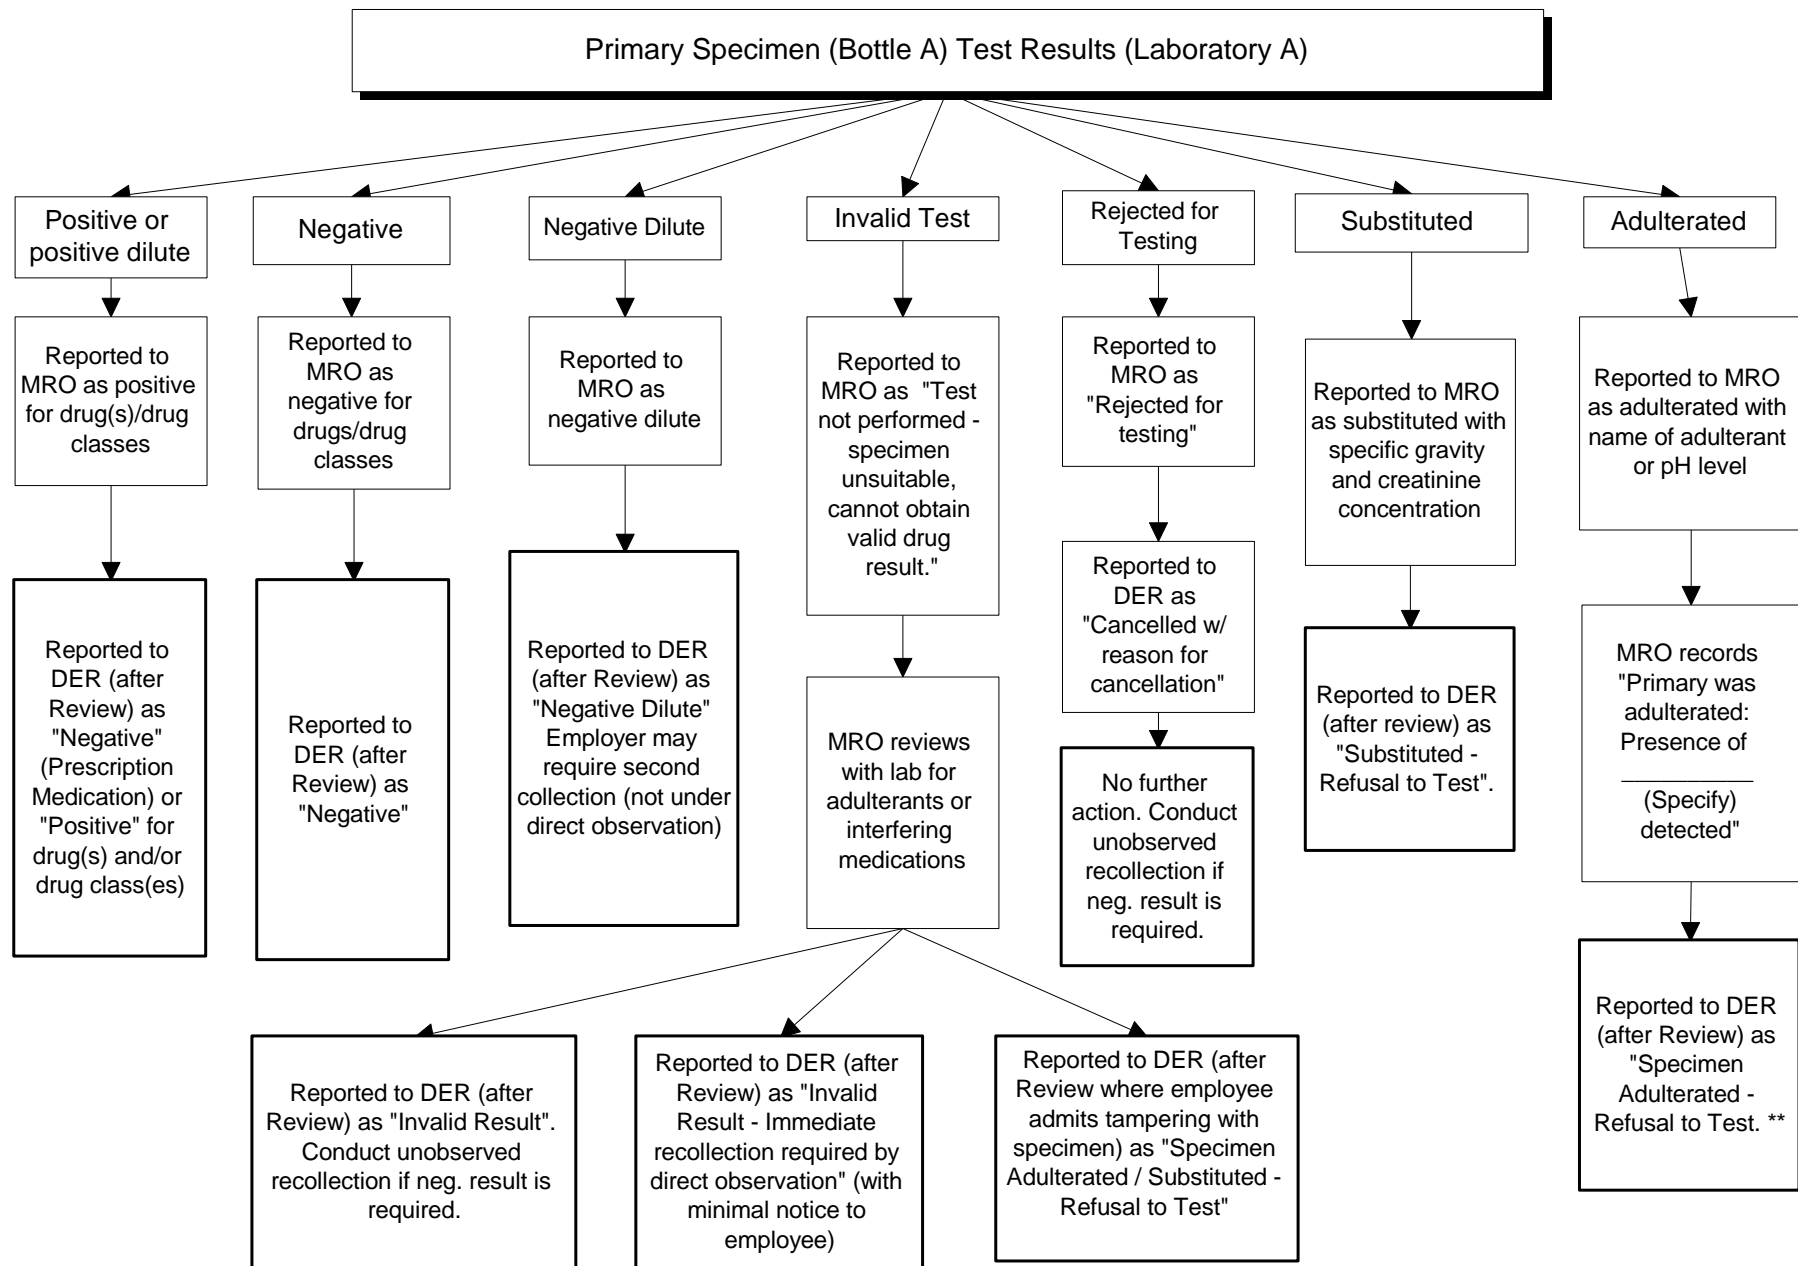 Primary Specimen (Bottle A) Test Results (Laboratory A)
Positive or
positive dilute
Negative
Negative Dilute
Invalid Test
Rejected for
Testing
Substituted
Adulterated
Reported to
MRO as positive
for drug(s)/drug
classes
Reported to
MRO as
negative for
drugs/drug
classes
Reported to
MRO as
negative dilute
Reported to
MRO as "Test
not performed -
specimen
unsuitable,
cannot obtain
valid drug
result."
Reported to
MRO as
"Rejected for
testing"
Reported to MRO
as substituted with
specific gravity
and creatinine
concentration
Reported to MRO
as adulterated with
name of adulterant
or pH level
Reported to
DER (after
Review) as
"Negative"
(Prescription
Medication) or
"Positive" for
drug(s) and/or
drug class(es)
Reported to
DER (after
Review) as
"Negative"
Reported to DER
(after Review) as
"Negative Dilute"
Employer may
require second
collection (not under
direct observation)
MRO reviews
with lab for
adulterants or
interfering
medications
Reported to
DER as
"Cancelled w/
reason for
cancellation"
No further
action. Conduct
unobserved
recollection if
neg. result is
required.
Reported to DER
(after review) as
"Substituted -
Refusal to Test".
MRO records
"Primary was
adulterated:
Presence of
__________
(Specify)
detected"
Reported to DER
(after Review) as
"Specimen
Adulterated -
Refusal to Test. **
Reported to DER (after
Review) as "Invalid Result".
Conduct unobserved
recollection if neg. result is
required.
Reported to DER (after
Review) as "Invalid
Result - Immediate
recollection required by
direct observation" (with
minimal notice to
employee)
Reported to DER (after
Review where employee
admits tampering with
specimen) as "Specimen
Adulterated / Substituted -
Refusal to Test"